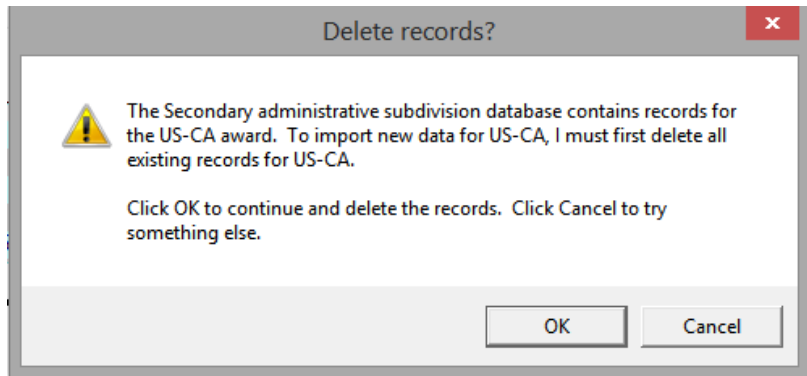 Delete records?
The Secondary administrative subdivision database contains records for
the US-CA award.  To import new data for US-CA, I must first delete all
existing records for US-CA.
Click OK to continue and delete the records.  Click Cancel to try
something else.
OK
Cancel